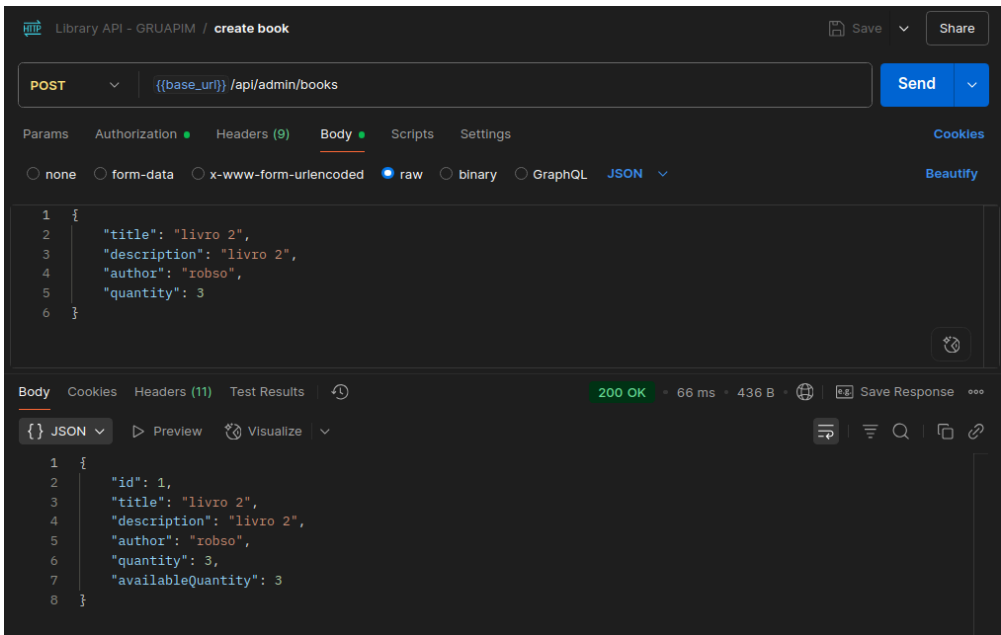 HTTP Library API - GRUAPIM / create book Save Share
POST {{base_url}} /api/admin/books Send
Params Authorization Headers (9) Body Scripts Settings Cookies
none form-data x-www-form-urlencoded raw binary GraphQL JSON Beautify
1 {
2 "title": "livro 2",
3 "description": "livro 2",
4 "author": "robso",
5 "quantity": 3
6 }
Body Cookies Headers (11) Test Results 200 OK 66 ms 436 B e.g. Save Response
{} JSON Preview Visualize
1 {
2 "id": 1,
3 "title": "livro 2",
4 "description": "livro 2",
5 "author": "robso",
6 "quantity": 3,
7 "availableQuantity": 3
8 }